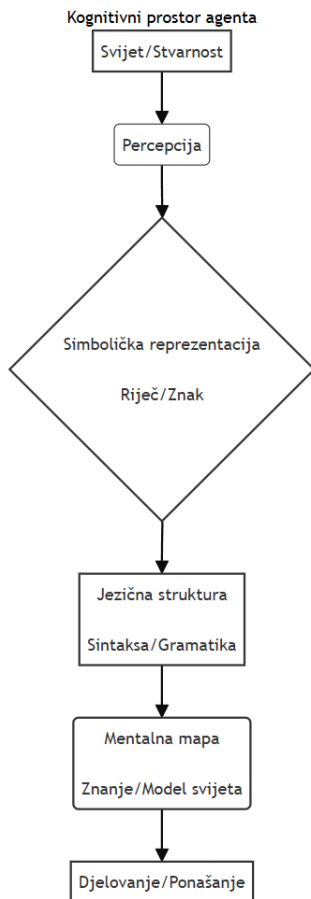 Kognitivni prostor agenta
Svijet/Stvarnost
Percepcija
Simbolička reprezentacija
Riječ/Znak
Jezična struktura
Sintaksa/Gramatika
Mentalna mapa
Znanje/Model svijeta
Djelovanje/Ponašanje